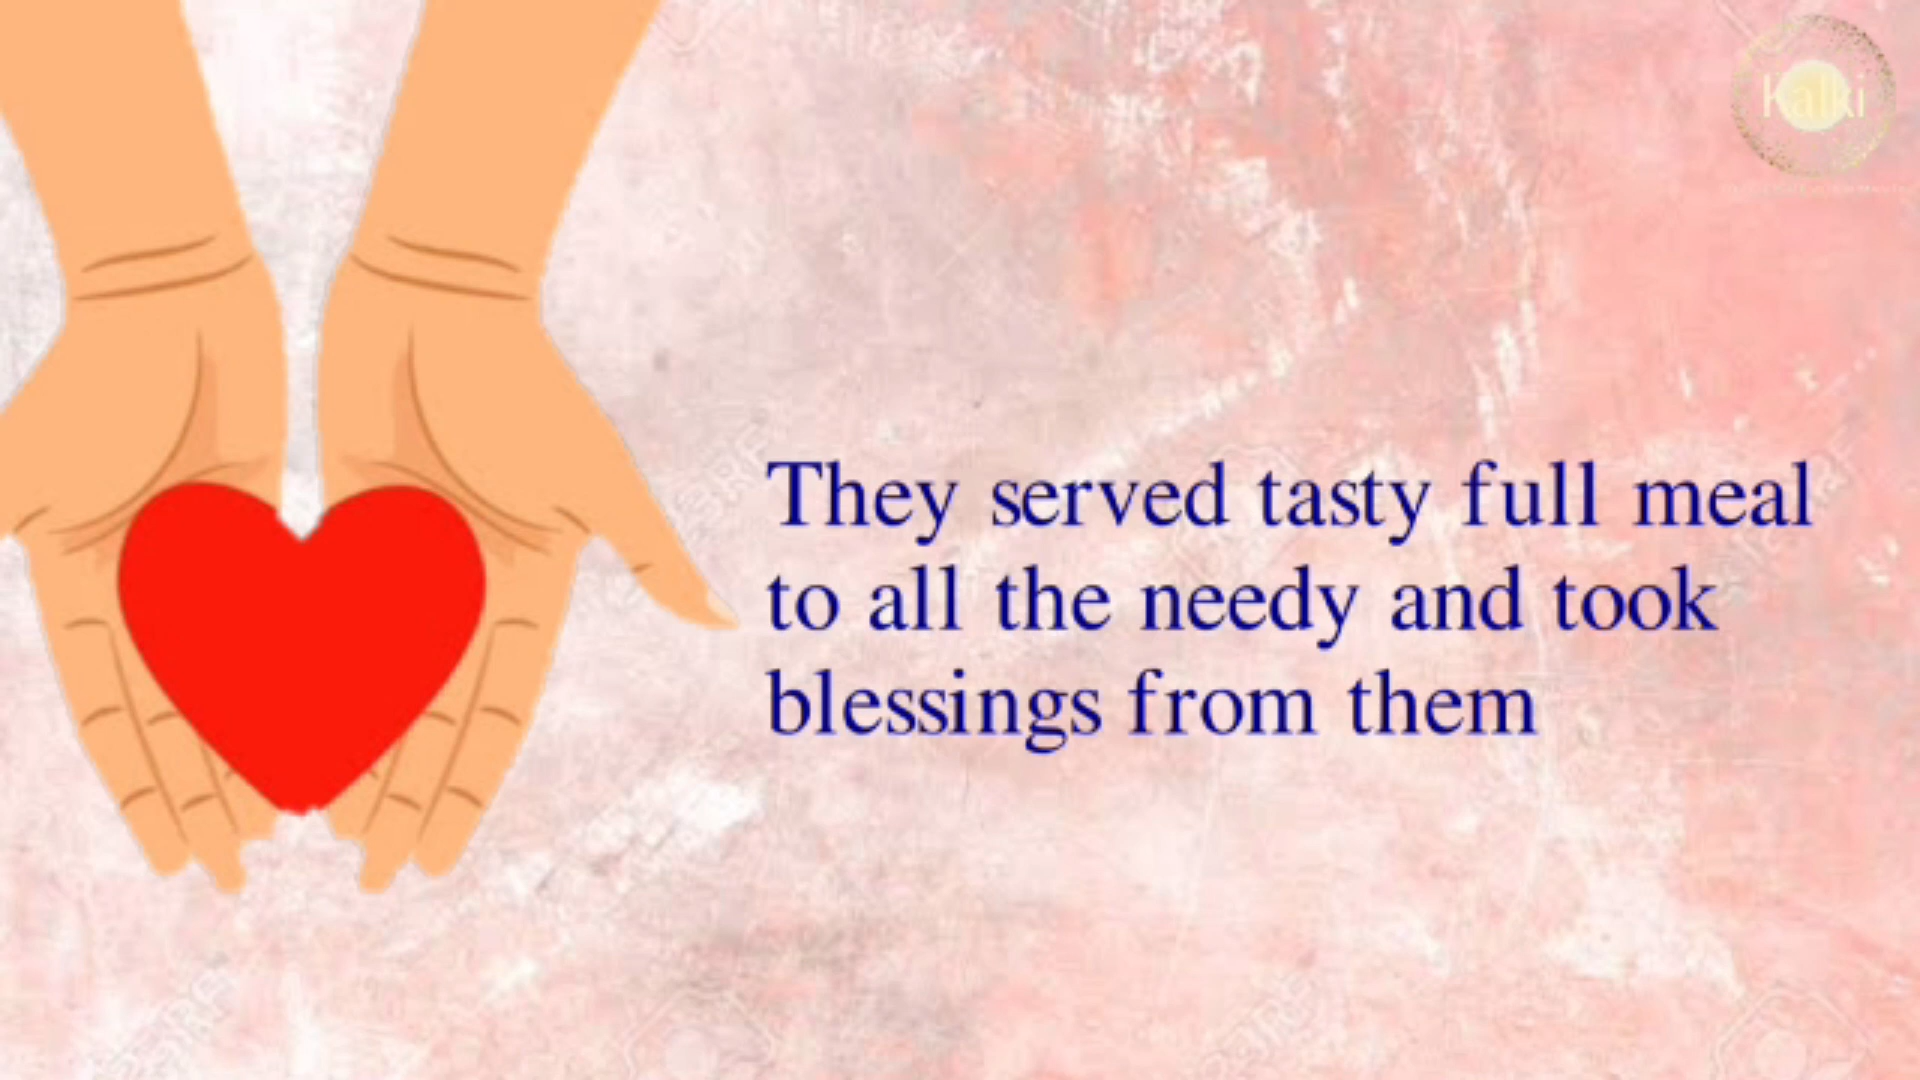 Kalki
They served tasty full meal
to all the needy and took
blessings from them